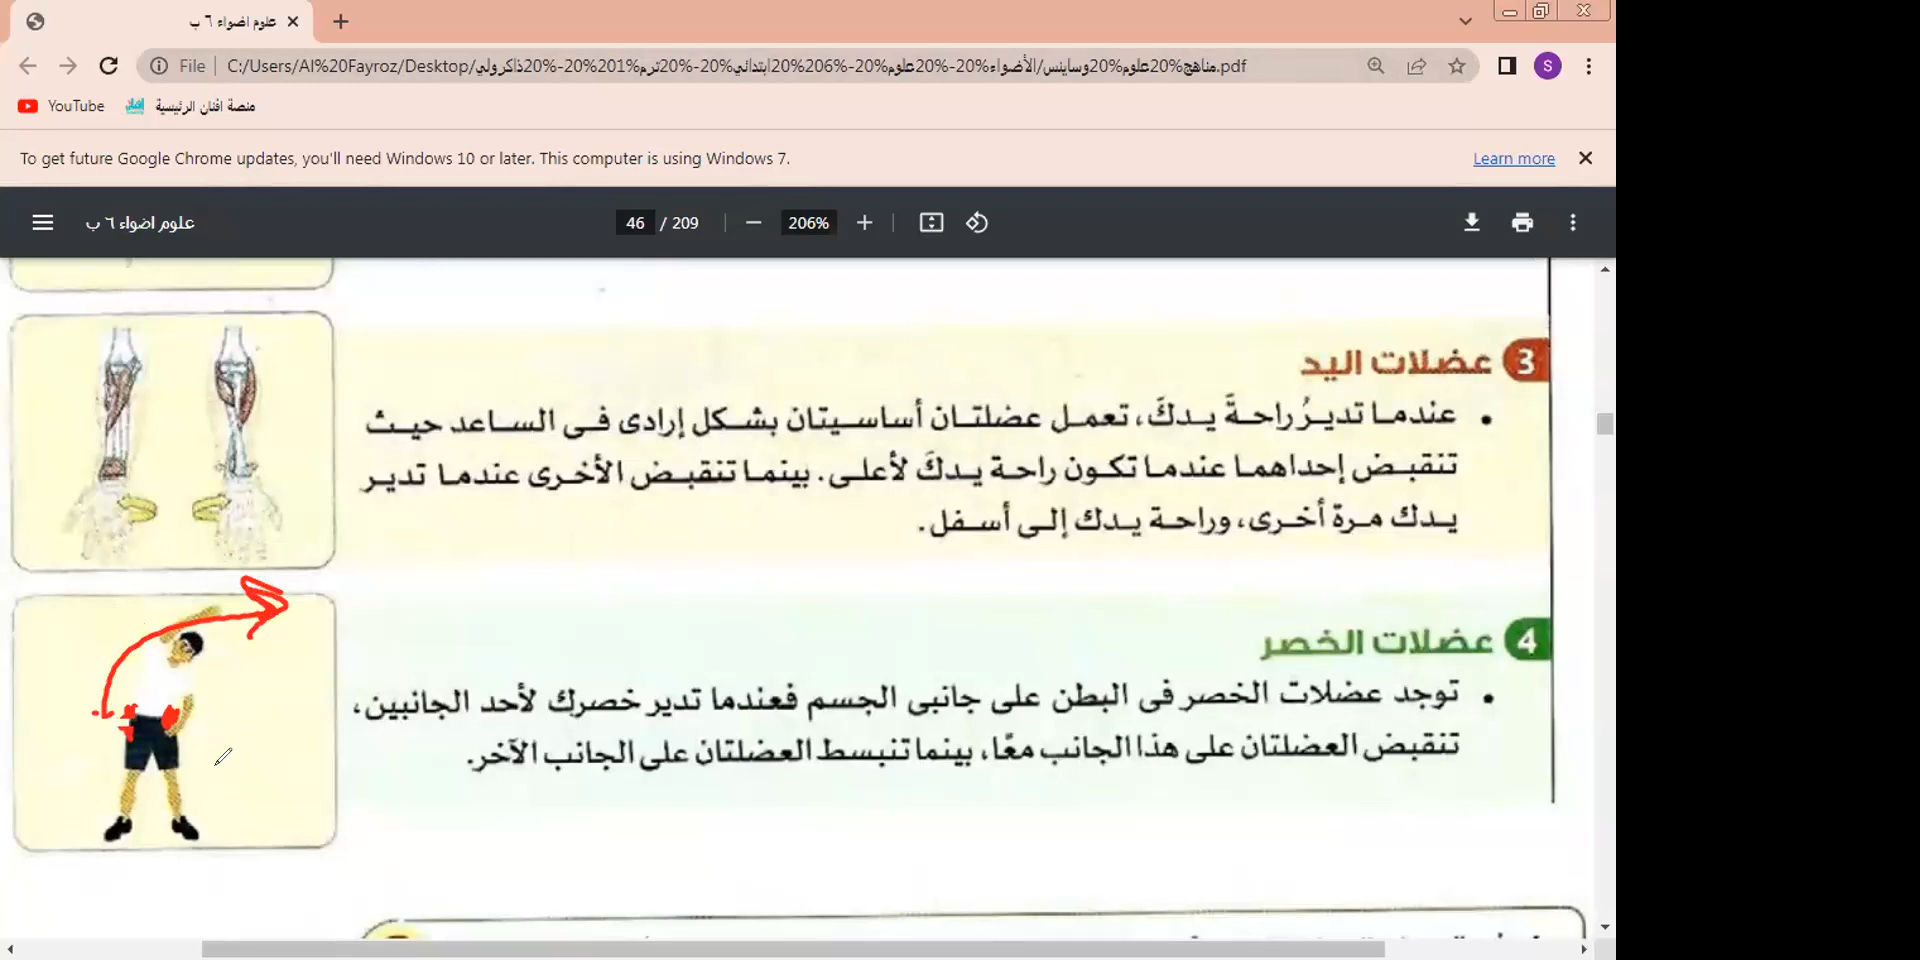 علوم اضواء ٦ ب
File
C:/Users/Al%20Fayroz/Desktop/مناهج%20علوم%20وساينس/الأضواء%20-%20علوم%20-%206%20ابتدائي%20-%20ترم%201%20-%20ذاكرولي.pdf
S
YouTube
منصة افنان الرئيسية
To get future Google Chrome updates, you'll need Windows 10 or later. This computer is using Windows 7.
Learn more
علوم اضواء ٦ ب
46 / 209
206%
3 عضلات اليد
• عندما تديرُ راحةَ يدكَ، تعمل عضلتان أساسيتان بشكل إرادى فى الساعد حيث
تنقبض إحداهما عندما تكون راحة يدكَ لأعلى. بينما تنقبض الأخرى عندما تدير
يدك مرة أخرى، وراحة يدك إلى أسفل.
4 عضلات الخصر
• توجد عضلات الخصر فى البطن على جانبى الجسم فعندما تدير خصرك لأحد الجانبين،
تنقبض العضلتان على هذا الجانب معًا، بينما تنبسط العضلتان على الجانب الآخر.